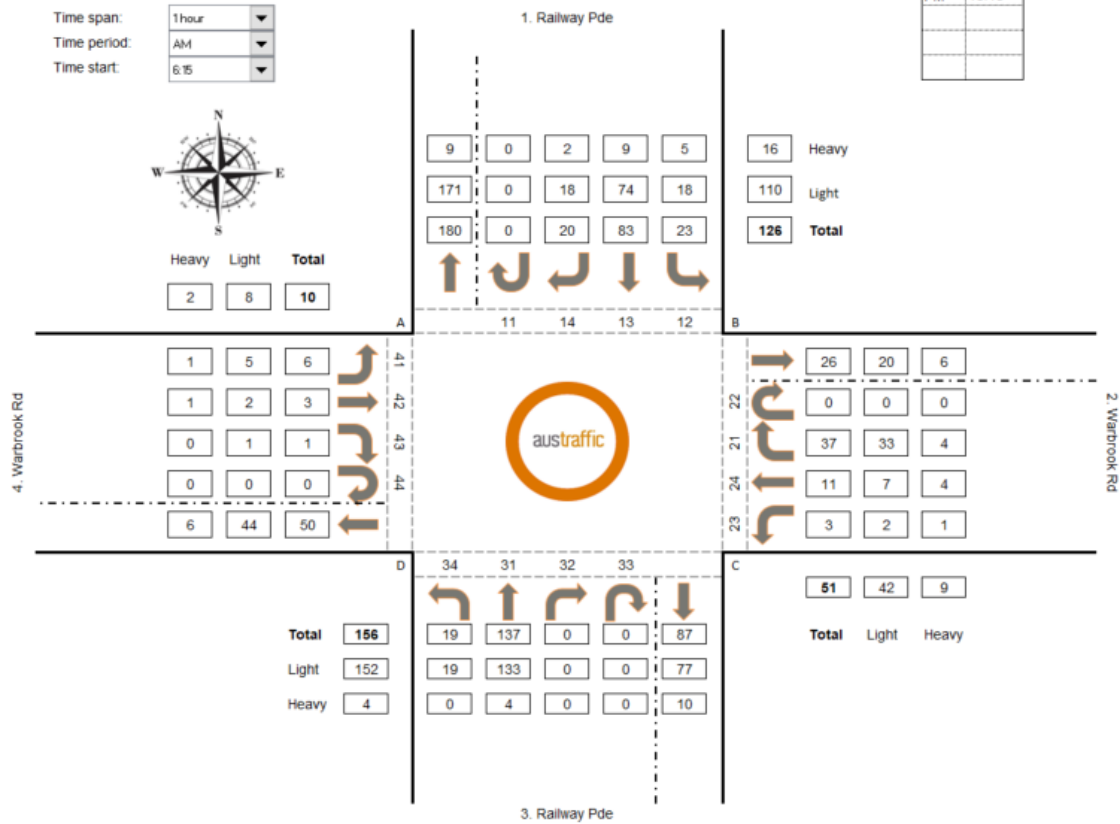 1. Railway Pde
Time span: 1 hour
Time period: AM
Time start: 6:15
N
W E
S
9 0 2 9 5 16 Heavy
171 0 18 74 18 110 Light
180 0 20 83 23 126 Total
Heavy Light Total
2 8 10
A 11 14 13 12 B
1 5 6 41 26 20 6
1 2 3 42 22 0 0 0
0 1 1 43 21 37 33 4
0 0 0 44 24 11 7 4
6 44 50 23 3 2 1
4. Warbrook Rd
austraffic
2. Warbrook Rd
D 34 31 32 33 C
51 42 9
Total Light Heavy
Total 156 19 137 0 0 87
Light 152 19 133 0 0 77
Heavy 4 0 4 0 0 10
3. Railway Pde